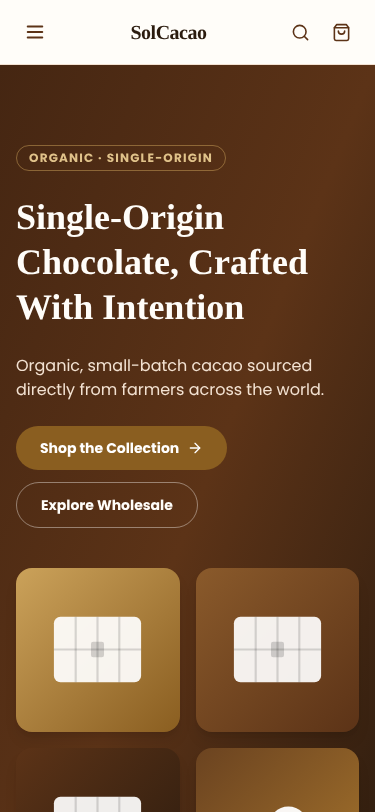 SolCacao
ORGANIC · SINGLE-ORIGIN
Single-Origin
Chocolate, Crafted
With Intention
Organic, small-batch cacao sourced
directly from farmers across the world.
Shop the Collection →
Explore Wholesale